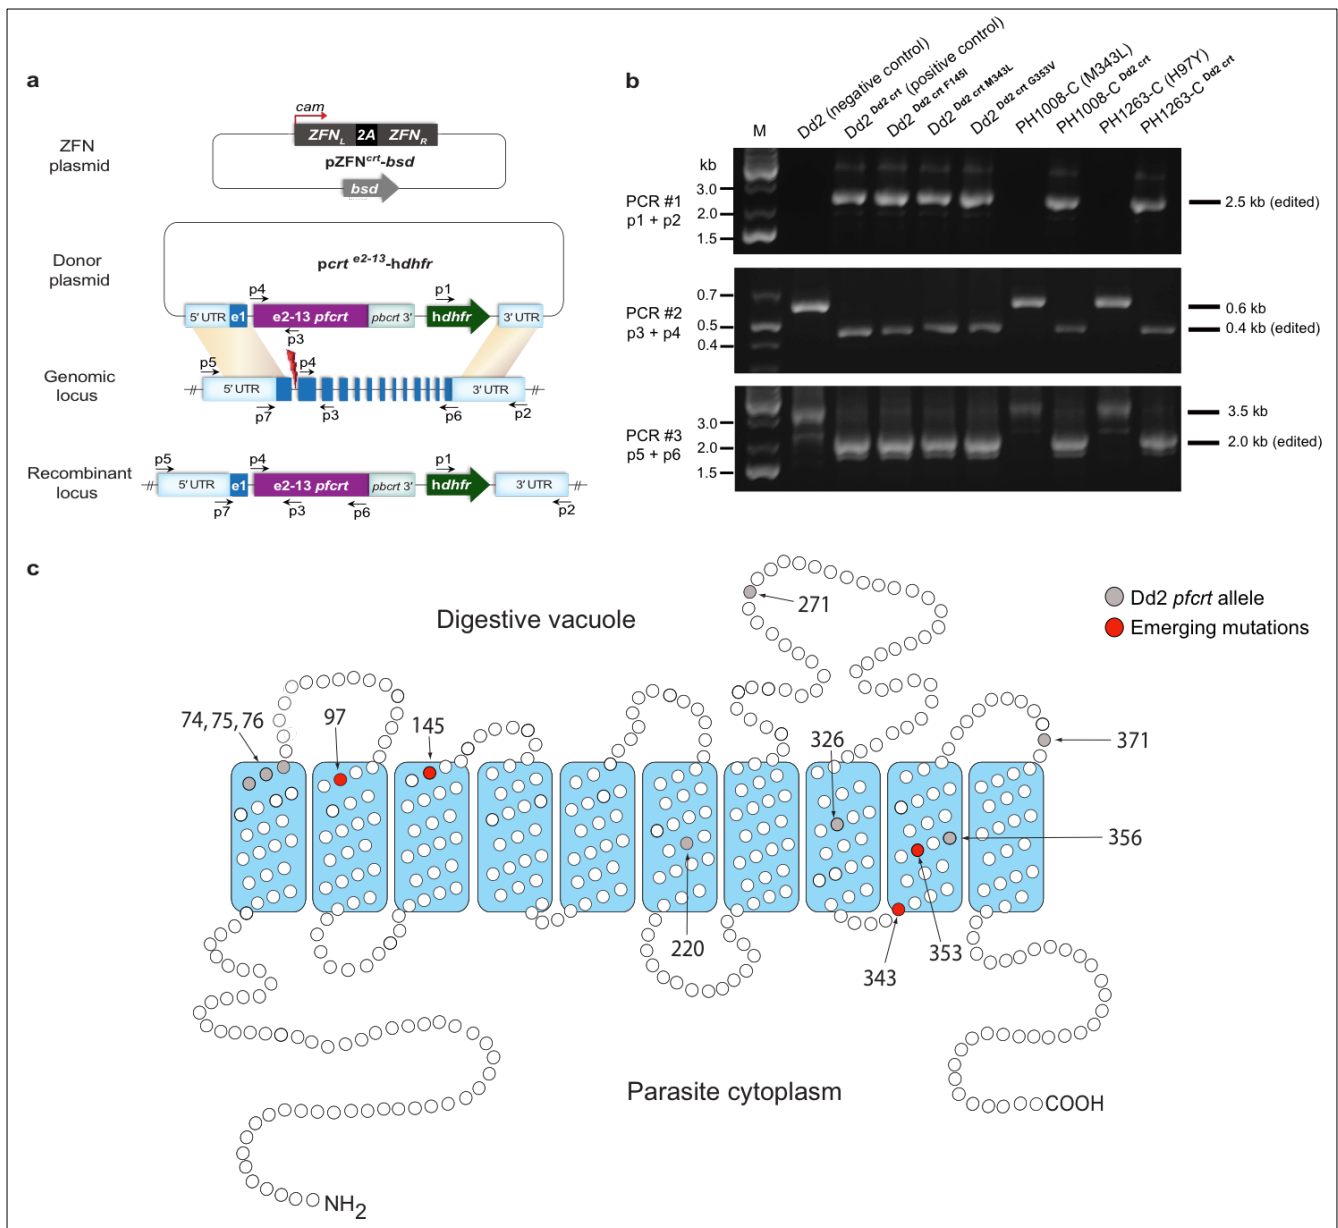 a
ZFN
plasmid
cam
ZFN_L 2A ZFN_R
pZFN^crt-bsd
bsd
Donor
plasmid
pcrt^e2-13-hdhfr
p4
p1
5′ UTR e1 e2-13 pfcrt pbcrt 3′ hdhfr 3′ UTR
p3
p5
p4
Genomic
locus
5′ UTR 3′ UTR
p7 p3 p6 p2
Recombinant
locus
p5 p4 p1
5′ UTR e1 e2-13 pfcrt pbcrt 3′ hdhfr 3′ UTR
p7 p3 p6 p2
b
M
Dd2 (negative control)
Dd2^Dd2 crt (positive control)
Dd2^Dd2 crt F145I
Dd2^Dd2 crt M343L
Dd2^Dd2 crt G353V
PH1008-C (M343L)
PH1008-C^Dd2 crt
PH1263-C (H97Y)
PH1263-C^Dd2 crt
kb
PCR #1
p1 + p2
3.0
2.0
1.5
2.5 kb (edited)
PCR #2
p3 + p4
0.7
0.5
0.4
0.6 kb
0.4 kb (edited)
PCR #3
p5 + p6
3.0
2.0
1.5
3.5 kb
2.0 kb (edited)
c
Digestive vacuole
Dd2 pfcrt allele
Emerging mutations
271
74, 75, 76
97
145
326
371
356
220
353
343
Parasite cytoplasm
COOH
NH2